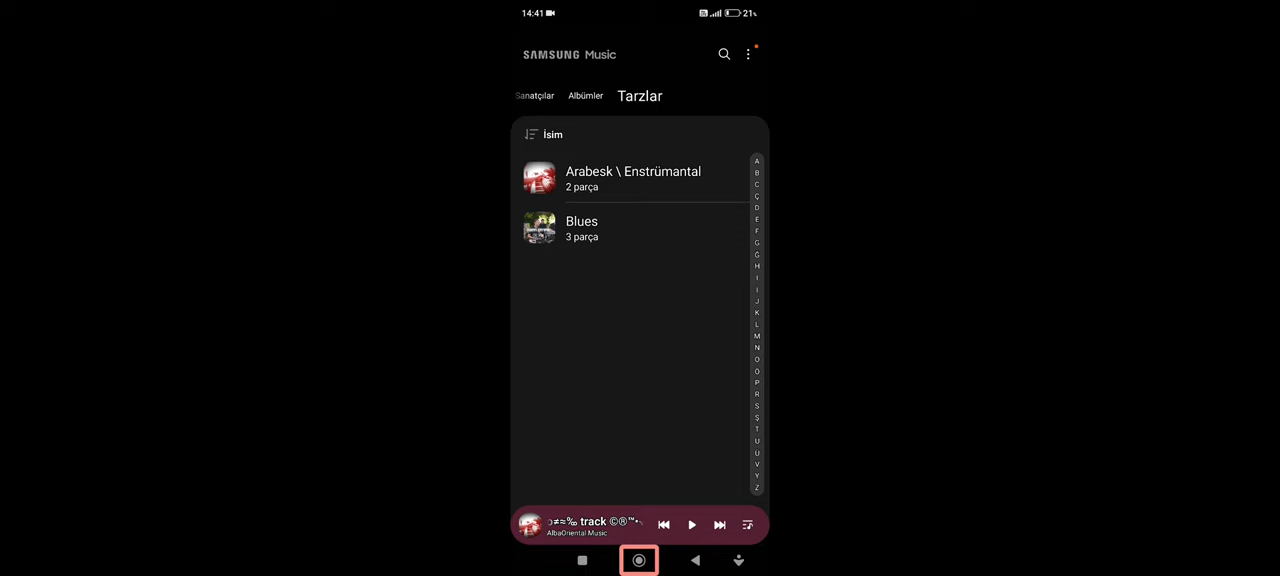 14:41 21%
SAMSUNG Music
Sanatçılar Albümler Tarzlar
İsim
Arabesk \ Enstrümantal
2 parça
Blues
3 parça
A
B
C
Ç
D
E
F
G
Ğ
H
I
İ
J
K
L
M
N
O
Ö
P
R
S
Ş
T
U
Ü
V
Y
Z
≠≈‰ track ©®™•
AlbaOriental Music